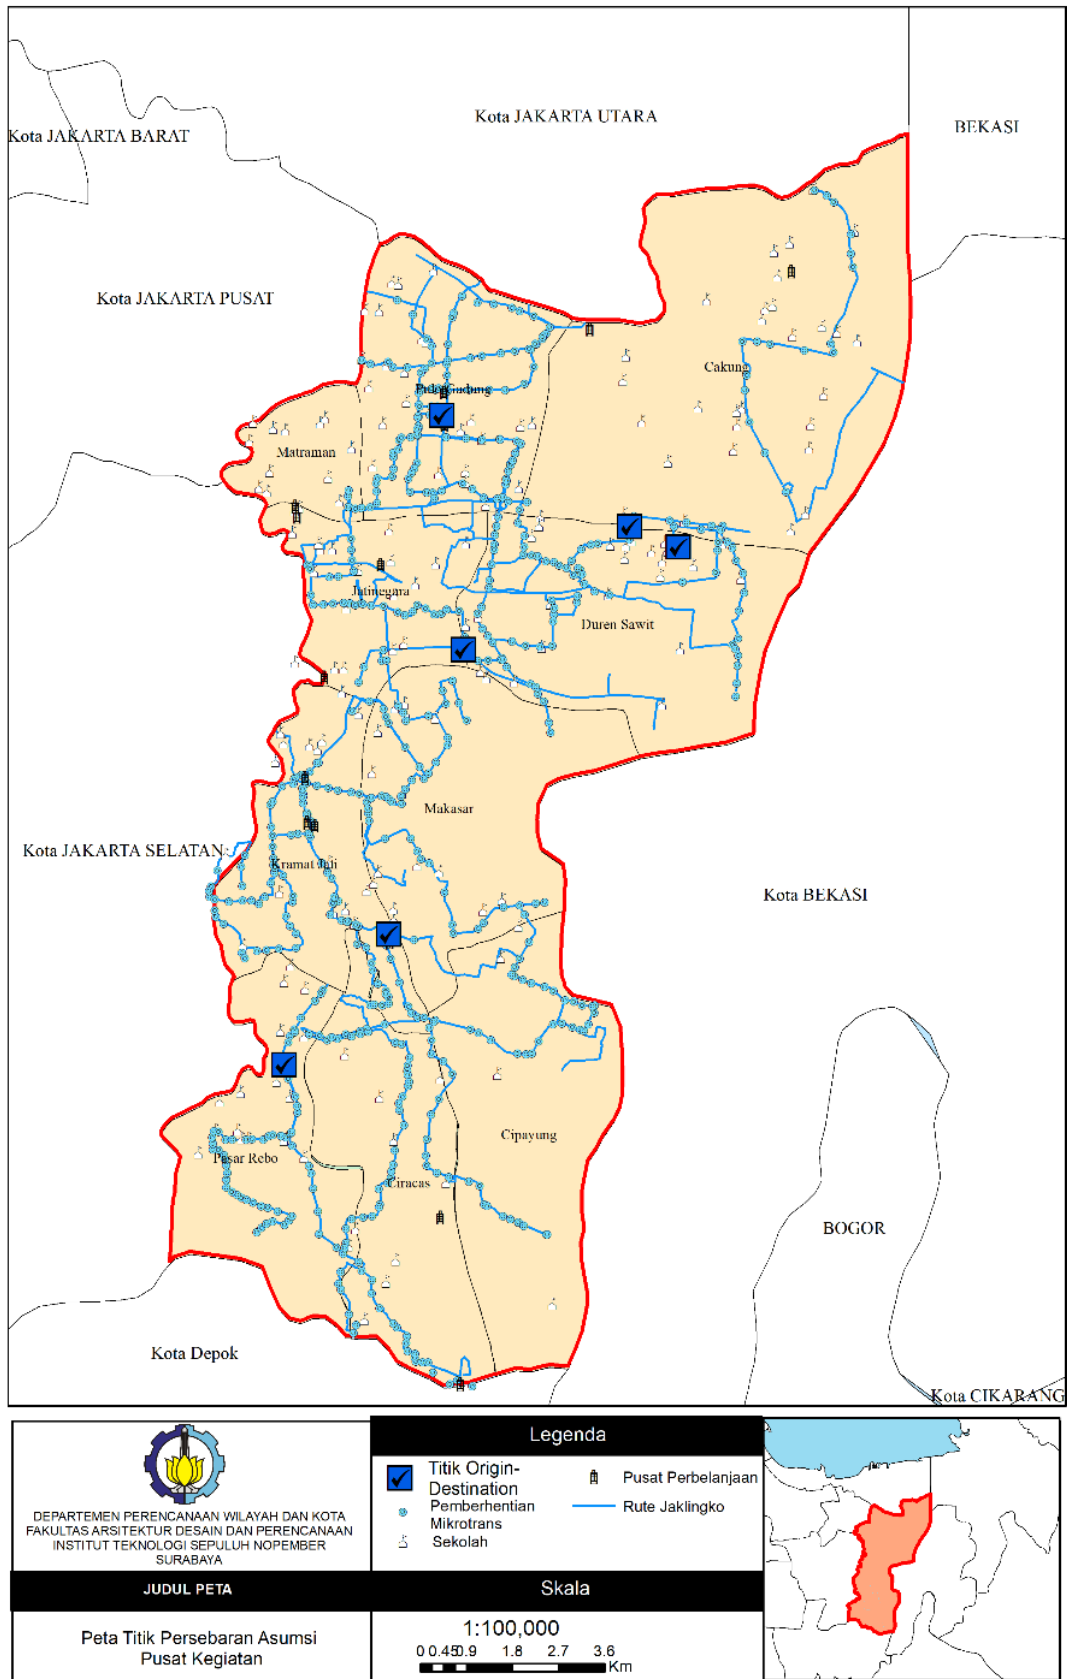 Kota JAKARTA UTARA
BEKASI
Kota JAKARTA BARAT
Kota JAKARTA PUSAT
Cakung
Pulo Gadung
Matraman
Jatinegara
Duren Sawit
Makasar
Kota JAKARTA SELATAN
Kramat Jati
Kota BEKASI
Cipayung
Pasar Rebo
Ciracas
BOGOR
Kota Depok
Kota CIKARANG
DEPARTEMEN PERENCANAAN WILAYAH DAN KOTA
FAKULTAS ARSITEKTUR DESAIN DAN PERENCANAAN
INSTITUT TEKNOLOGI SEPULUH NOPEMBER
SURABAYA
JUDUL PETA
Peta Titik Persebaran Asumsi
Pusat Kegiatan
Legenda
Titik Origin-
Destination
Pemberhentian
Mikrotrans
Sekolah
Pusat Perbelanjaan
Rute Jaklingko
Skala
1:100,000
0 0.450.9 1.8 2.7 3.6
Km